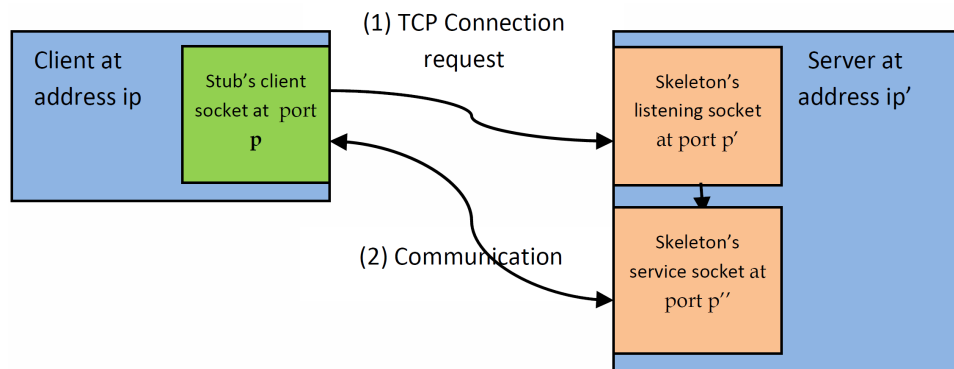 (1) TCP Connection
request
Client at
address ip
Stub's client
socket at port
p
Skeleton's
listening socket
at port p'
Server at
address ip'
(2) Communication
Skeleton's
service socket at
port p''